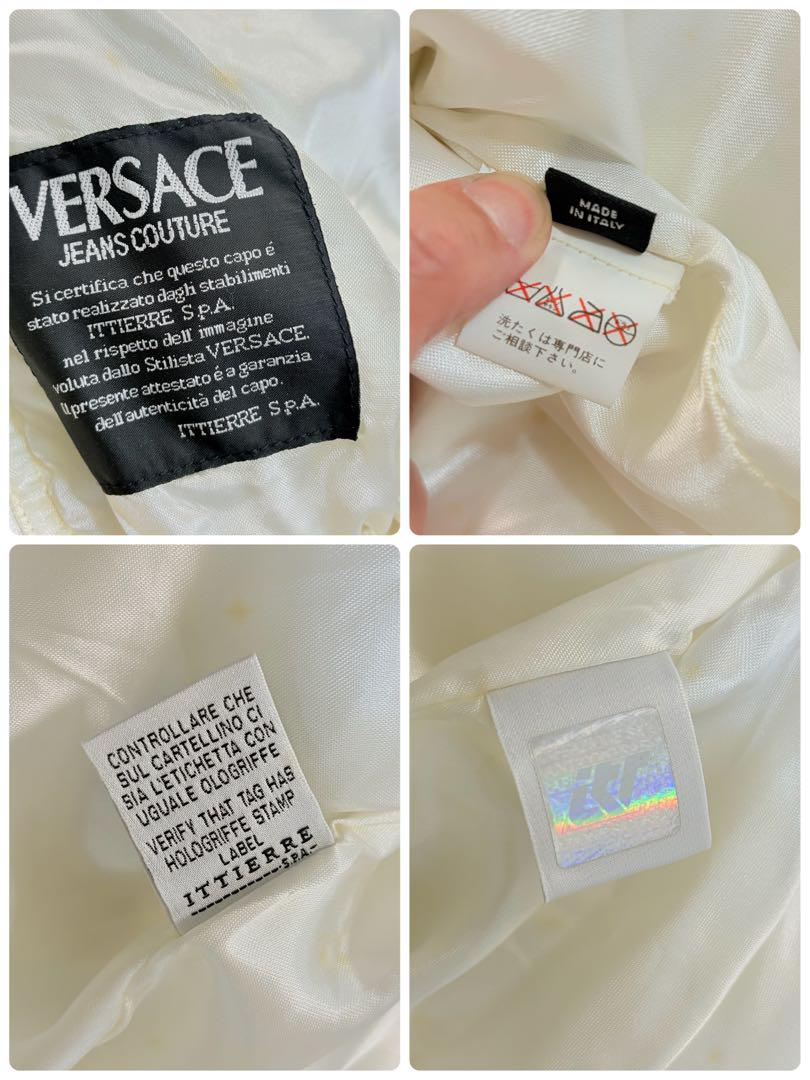 VERSACE
JEANS COUTURE
Si certifica che questo capo é
stato realizzato dagli stabilimenti
ITTIERRE S.p.A.
nel rispetto dell' immagine
voluta dallo Stilista VERSACE.
Il presente attestato é a garanzia
dell'autenticità del capo.
ITTIERRE S.p.A.
MADE
IN ITALY
洗たくは専門店に
ご相談下さい。
CONTROLLARE CHE
SUL CARTELLINO CI
SIA L'ETICHETTA CON
UGUALE OLOGRIFFE
VERIFY THAT TAG HAS
HOLOGRIFFE STAMP
LABEL
ITTIERRE
S.P.A.
itt